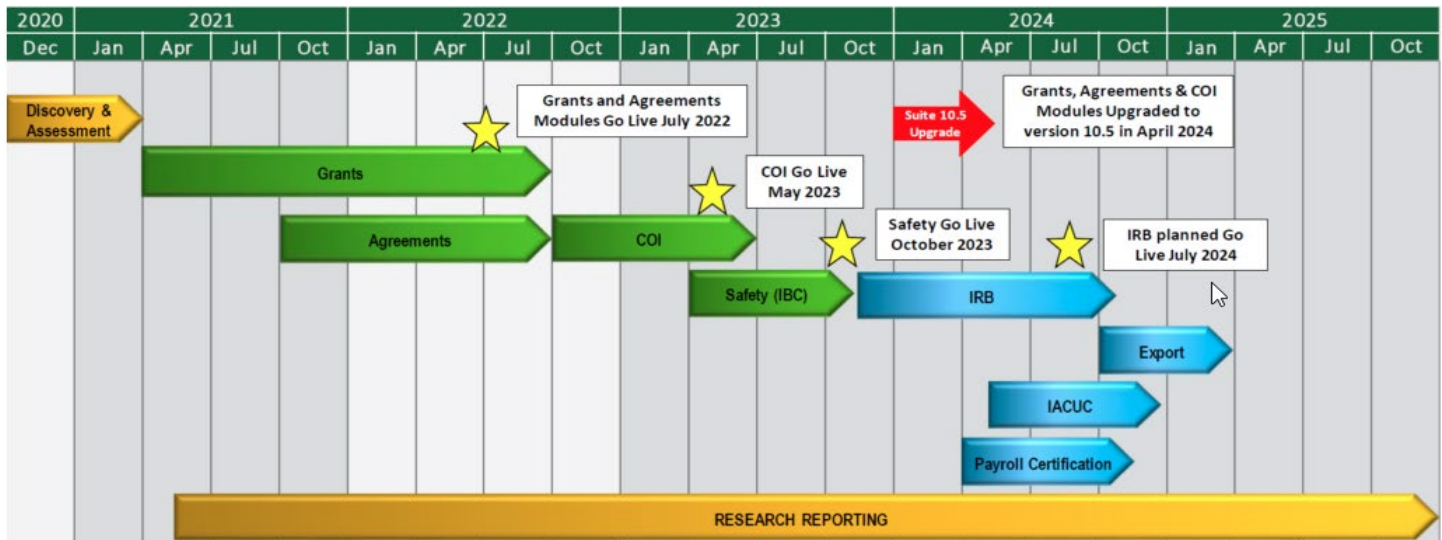 2020 2021 2022 2023 2024 2025
Dec Jan Apr Jul Oct Jan Apr Jul Oct Jan Apr Jul Oct Jan Apr Jul Oct Jan Apr Jul Oct
Discovery &
Assessment
Grants and Agreements
Modules Go Live July 2022
Suite 10.5
Upgrade
Grants, Agreements & COI
Modules Upgraded to
version 10.5 in April 2024
Grants
COI Go Live
May 2023
Agreements
COI
Safety Go Live
October 2023
IRB planned Go
Live July 2024
Safety (IBC)
IRB
Export
IACUC
Payroll Certification
RESEARCH REPORTING